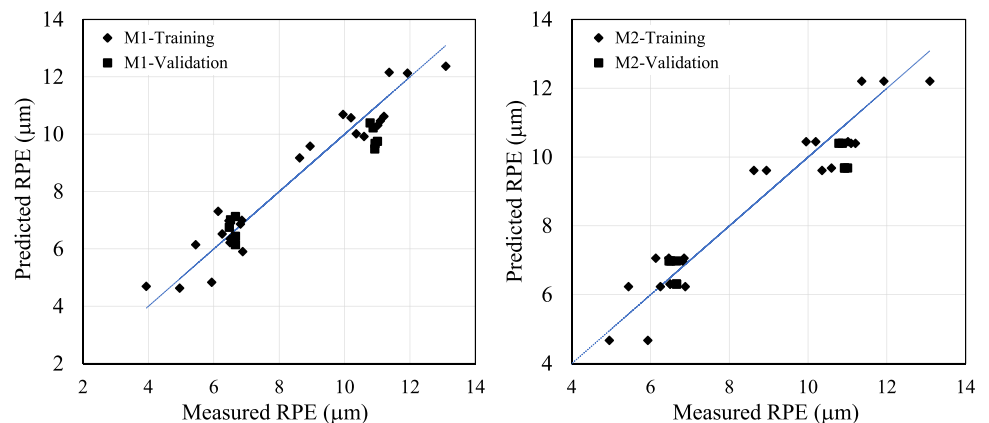 14
12
10
8
6
4
2
Predicted RPE (μm)
M1-Training
M1-Validation
2 4 6 8 10 12 14
Measured RPE (μm)
14
12
10
8
6
4
Predicted RPE (μm)
M2-Training
M2-Validation
4 6 8 10 12 14
Measured RPE (μm)